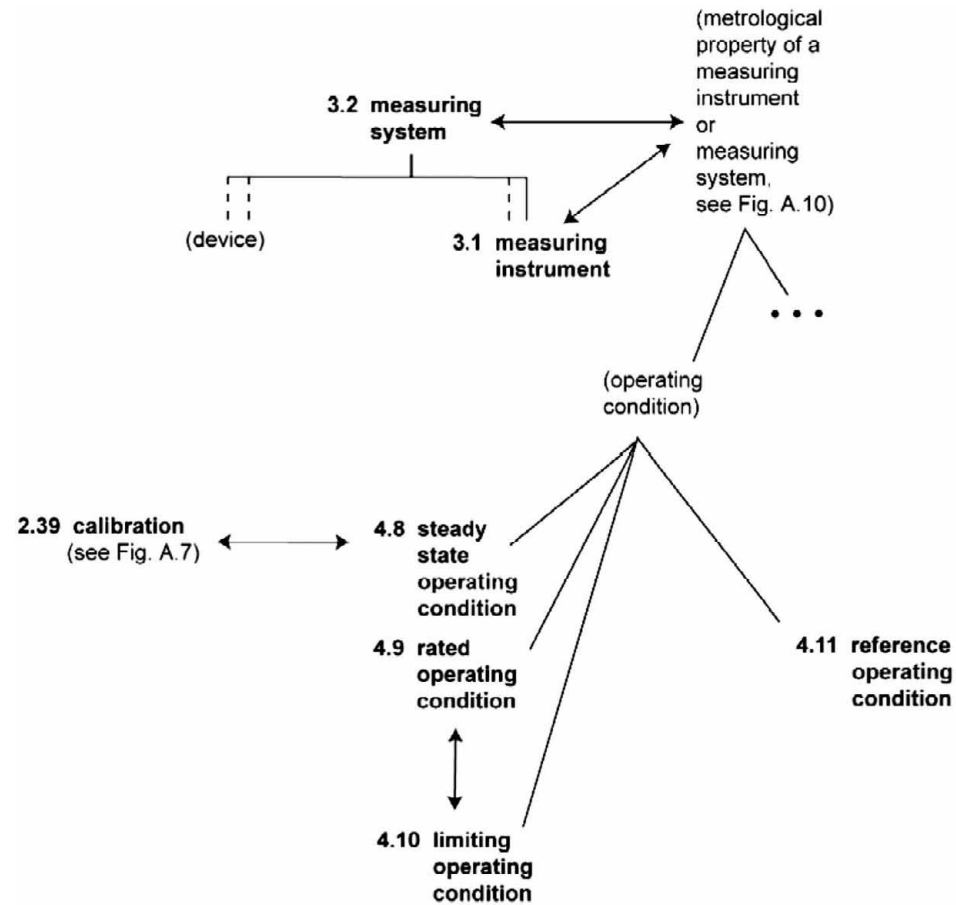 (metrological
property of a
measuring
instrument
or
measuring
system,
see Fig. A.10)
3.2 measuring
system
(device)
3.1 measuring
instrument
• • •
(operating
condition)
2.39 calibration
(see Fig. A.7)
4.8 steady
state
operating
condition
4.9 rated
operating
condition
4.11 reference
operating
condition
4.10 limiting
operating
condition